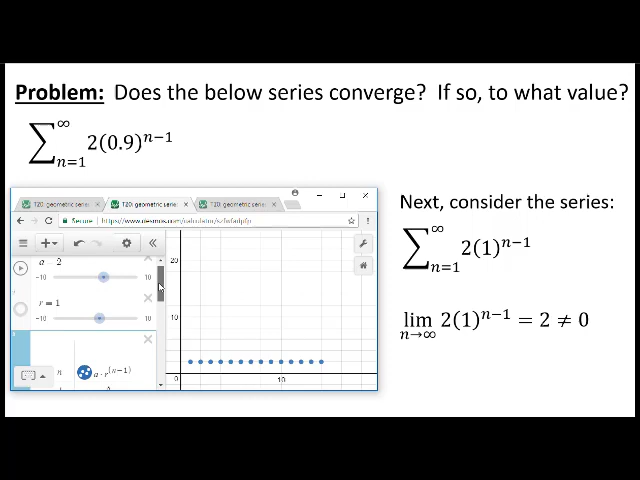 Problem: Does the below series converge? If so, to what value?
∑_{n=1}^{∞} 2(0.9)^{n−1}
Next, consider the series:
∑_{n=1}^{∞} 2(1)^{n−1}
lim_{n→∞} 2(1)^{n−1} = 2 ≠ 0
T20: geometric series T20: geometric series T20: geometric series
Secure
a = 2
-10 10
r = 1
-10 10
n a · r^{(n−1)}
20
10
0 10